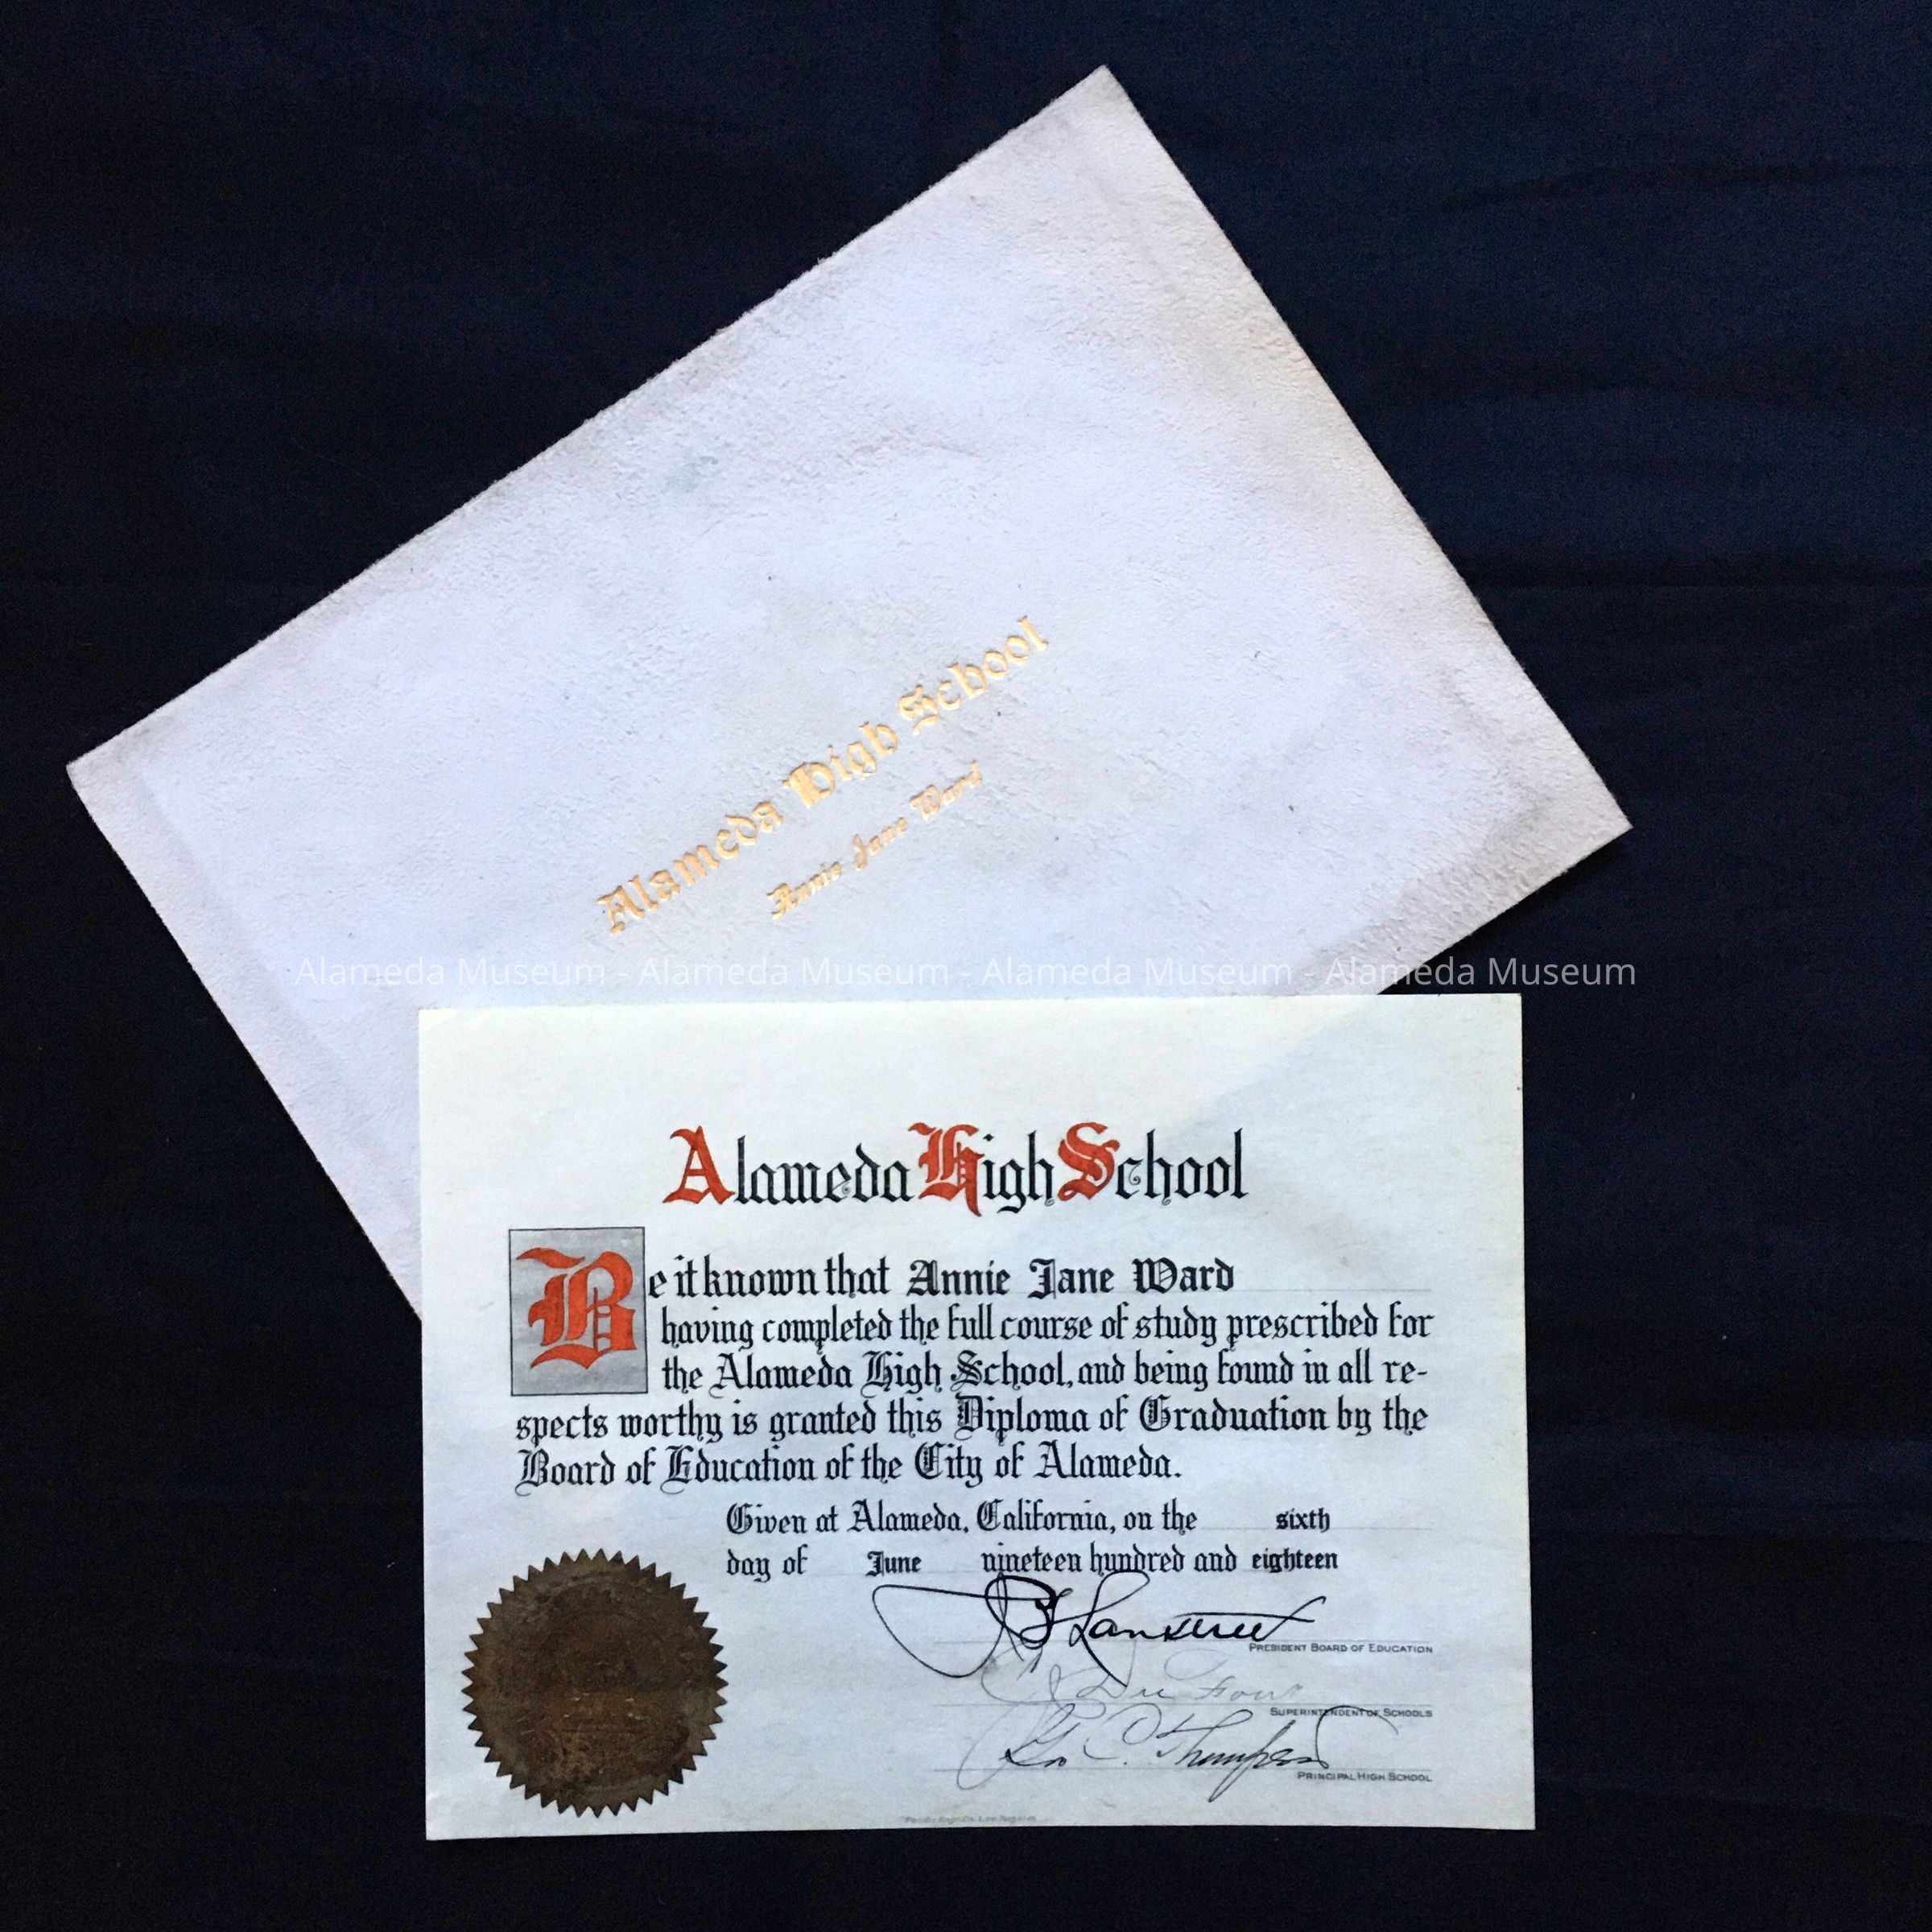 Alameda High School
Annie Jane Ward
Alameda Museum - Alameda Museum - Alameda Museum - Alameda Museum
Alameda High School
Be it known that Annie Jane Ward
having completed the full course of study prescribed for
the Alameda High School, and being found in all re-
spects worthy is granted this Diploma of Graduation by the
Board of Education of the City of Alameda.
Given at Alameda, California, on the sixth
day of June nineteen hundred and eighteen
PRESIDENT BOARD OF EDUCATION
C J Du Four
SUPERINTENDENT OF SCHOOLS
Geo C. Thompson
PRINCIPAL HIGH SCHOOL